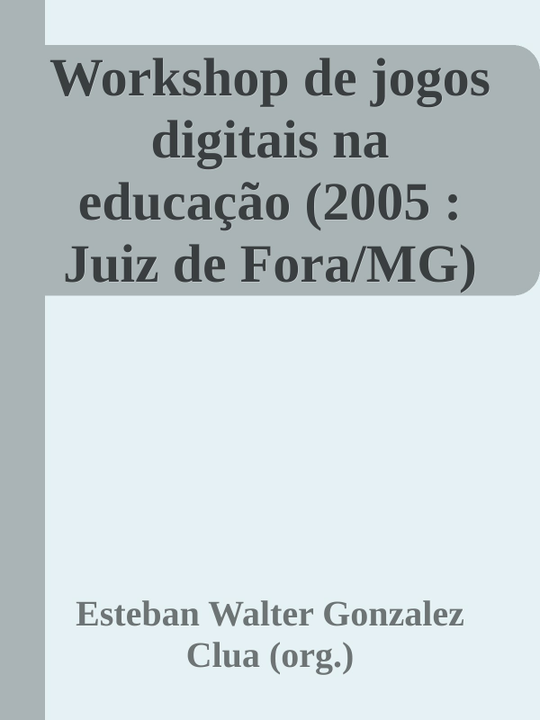 Workshop de jogos
digitais na
educação (2005 :
Juiz de Fora/MG)
Esteban Walter Gonzalez
Clua (org.)